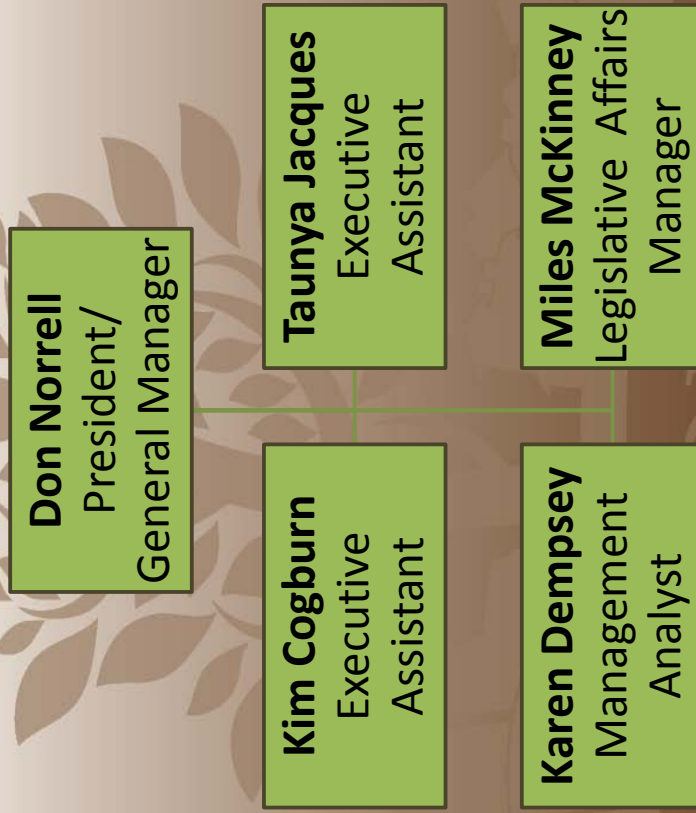 Don Norrell
President/
General Manager
Kim Cogburn
Executive
Assistant
Taunya Jacques
Executive
Assistant
Karen Dempsey
Management
Analyst
Miles McKinney
Legislative Affairs
Manager